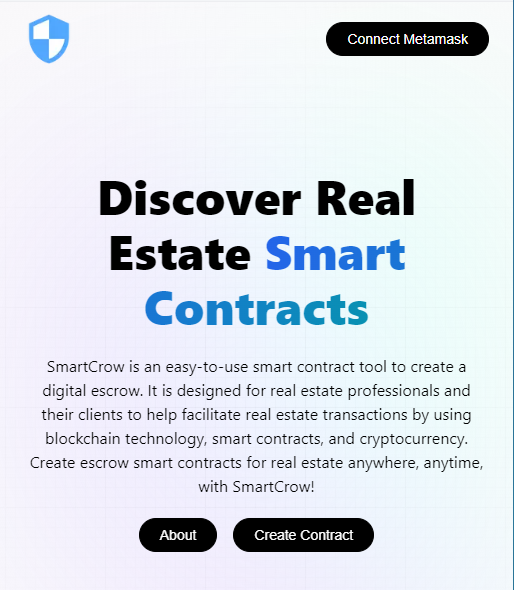 Connect Metamask
Discover Real
Estate Smart
Contracts
SmartCrow is an easy-to-use smart contract tool to create a
digital escrow. It is designed for real estate professionals and
their clients to help facilitate real estate transactions by using
blockchain technology, smart contracts, and cryptocurrency.
Create escrow smart contracts for real estate anywhere, anytime,
with SmartCrow!
About
Create Contract